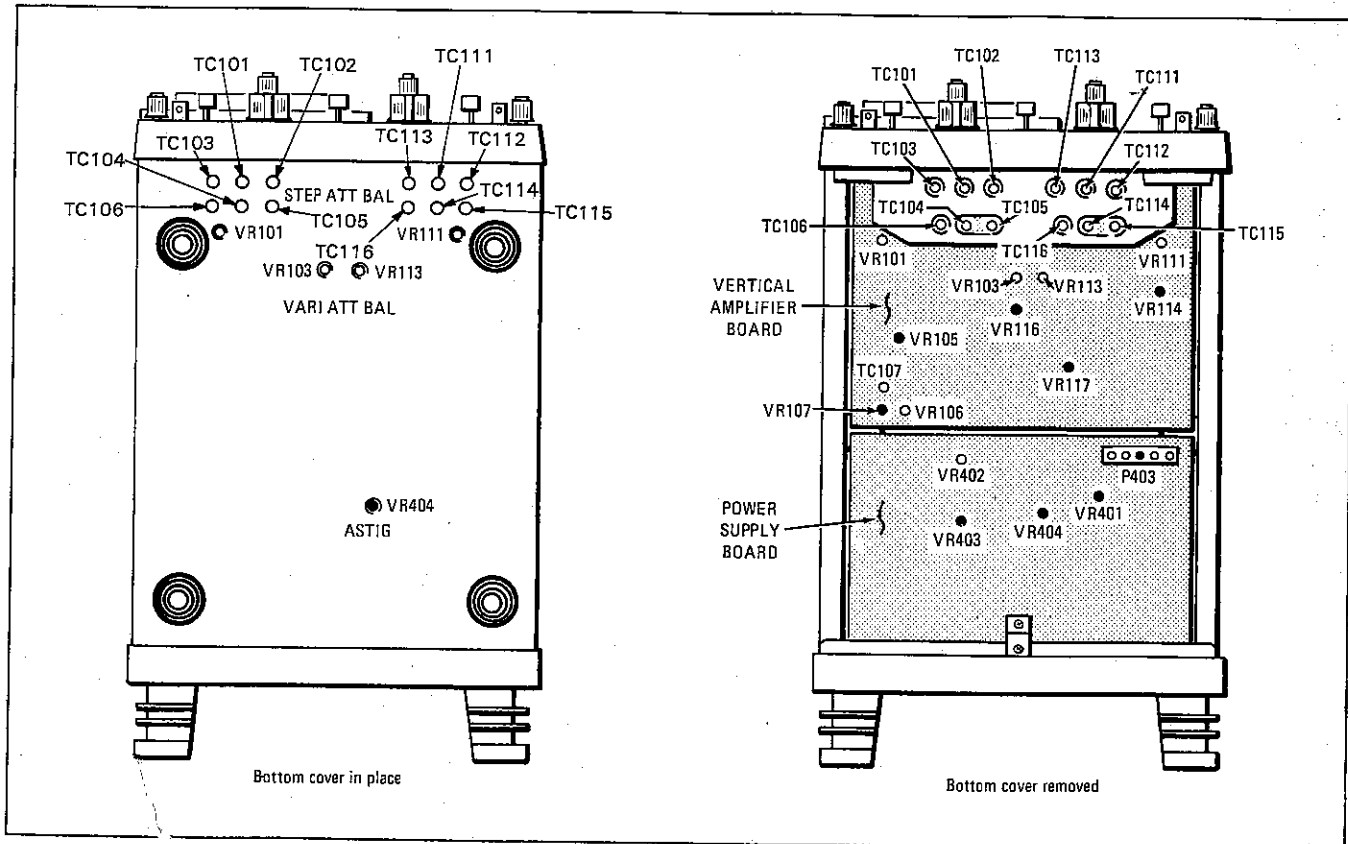 TC101
TC102
TC111
TC113
TC112
TC103
TC104
STEP ATT BAL
TC114
TC106
TC105
TC115
VR101
TC116
VR111
VR103
VR113
VARI ATT BAL
VR404
ASTIG
Bottom cover in place
TC102
TC113
TC101
TC111
TC103
TC112
TC104
TC105
TC114
TC106
TC116
TC115
VR101
VR111
VR103
VR113
VERTICAL
AMPLIFIER
BOARD
VR116
VR114
VR105
TC107
VR117
VR107
VR106
VR402
P403
POWER
SUPPLY
BOARD
VR403
VR404
VR401
Bottom cover removed